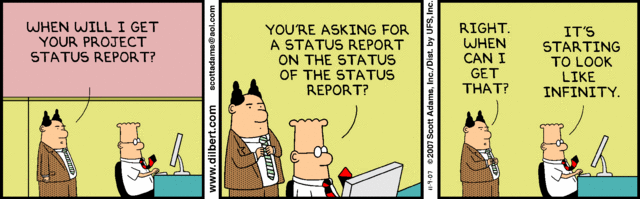 WHEN WILL I GET
YOUR PROJECT
STATUS REPORT?
www.dilbert.com scottadams@aol.com
YOU'RE ASKING FOR
A STATUS REPORT
ON THE STATUS
OF THE STATUS
REPORT?
11-9-07 ©2007 Scott Adams, Inc./Dist. by UFS, Inc.
RIGHT.
WHEN
CAN I
GET
THAT?
IT'S
STARTING
TO LOOK
LIKE
INFINITY.